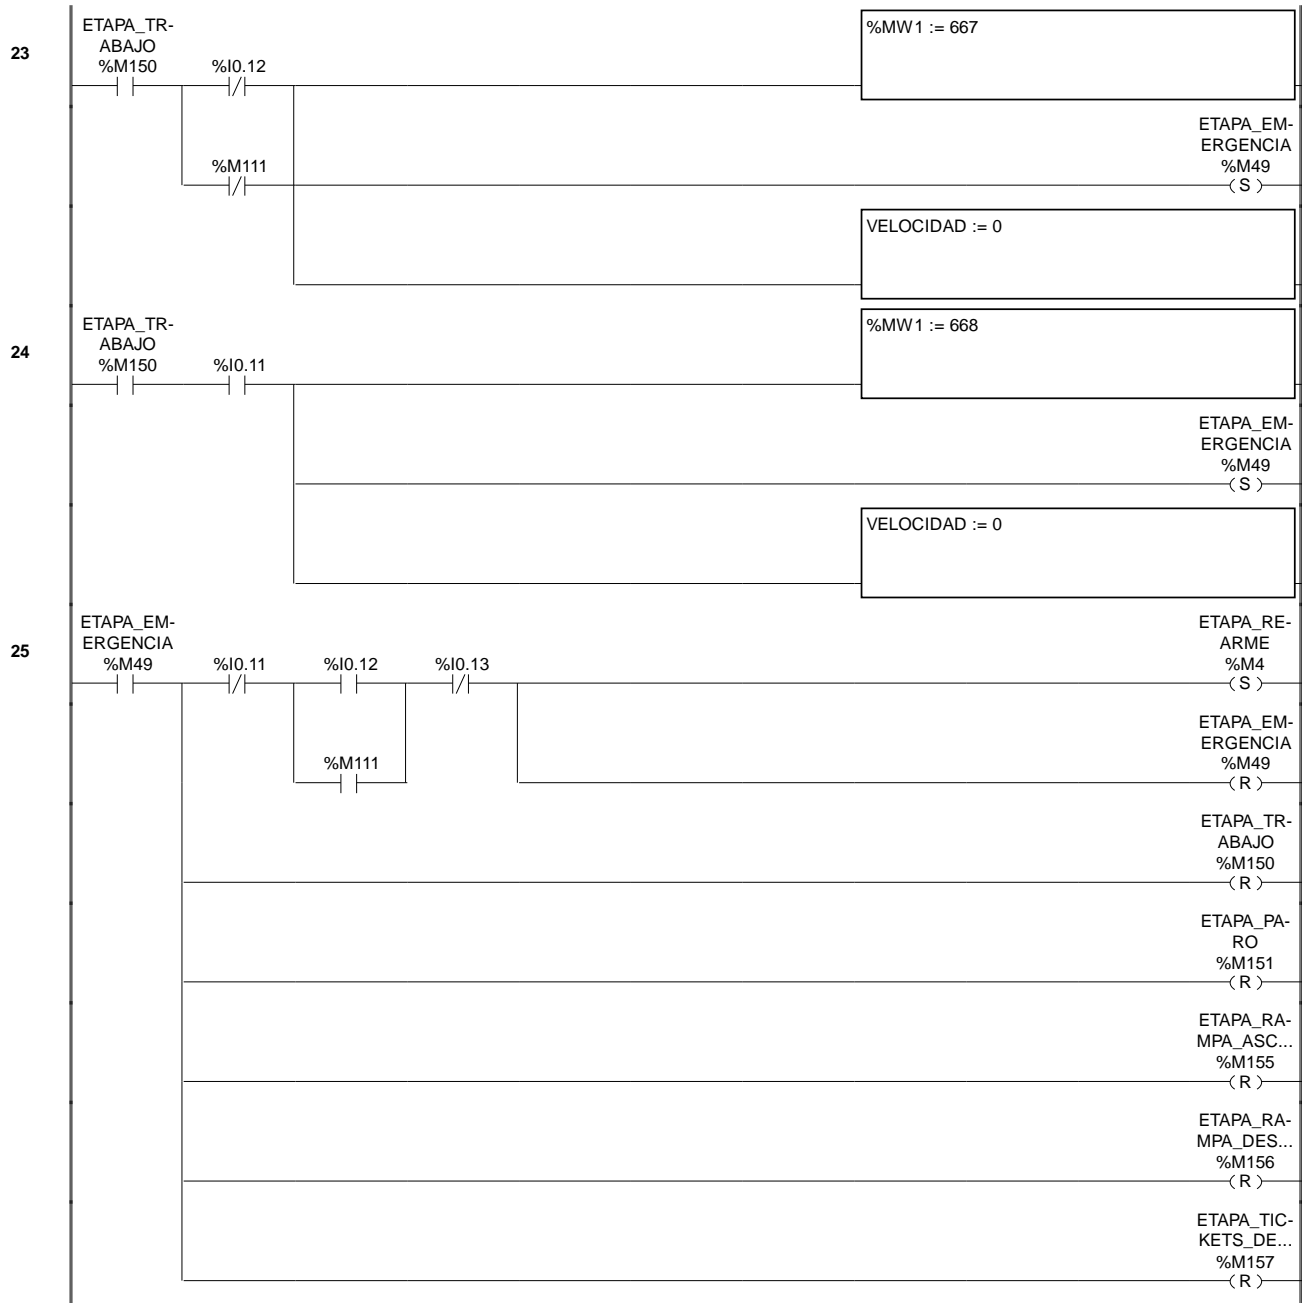 23
ETAPA_TR-
ABAJO
%M150
%I0.12
%MW1 := 667
%M111
ETAPA_EM-
ERGENCIA
%M49
S
VELOCIDAD := 0
24
ETAPA_TR-
ABAJO
%M150
%I0.11
%MW1 := 668
ETAPA_EM-
ERGENCIA
%M49
S
VELOCIDAD := 0
25
ETAPA_EM-
ERGENCIA
%M49
%I0.11
%I0.12
%I0.13
ETAPA_RE-
ARME
%M4
S
%M111
ETAPA_EM-
ERGENCIA
%M49
R
ETAPA_TR-
ABAJO
%M150
R
ETAPA_PA-
RO
%M151
R
ETAPA_RA-
MPA_ASC...
%M155
R
ETAPA_RA-
MPA_DES...
%M156
R
ETAPA_TIC-
KETS_DE...
%M157
R